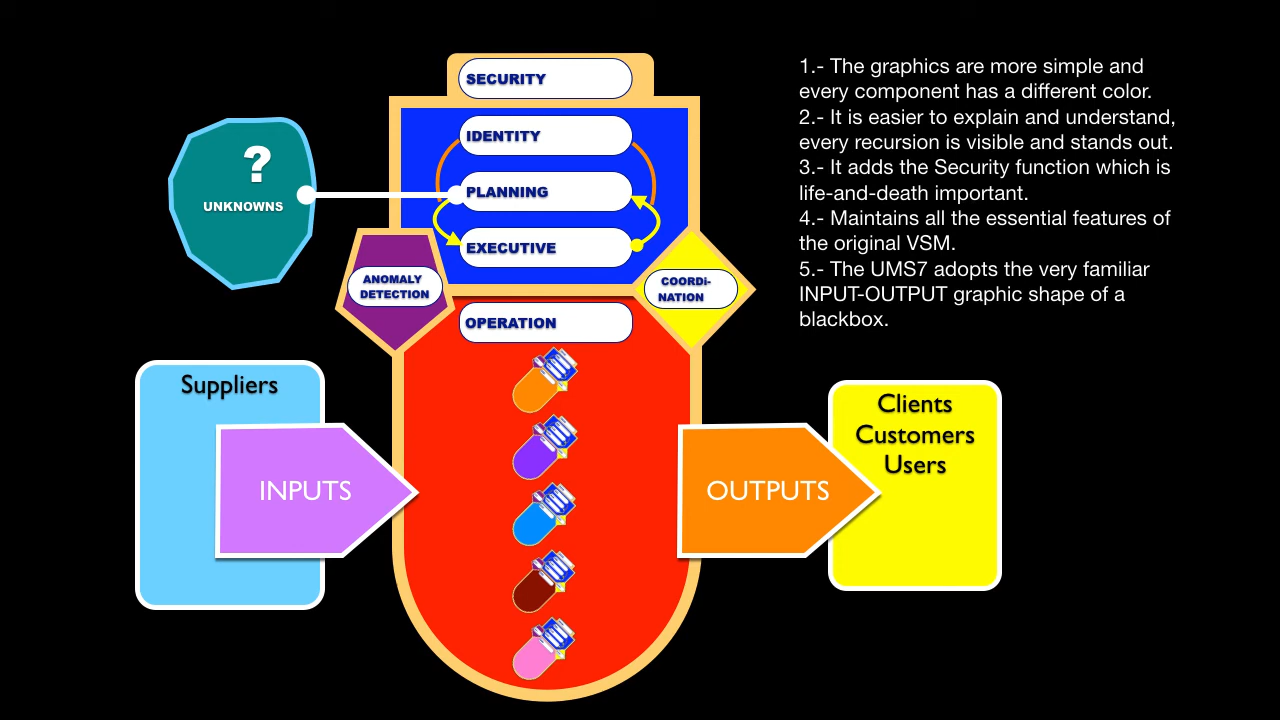 SECURITY
IDENTITY
PLANNING
EXECUTIVE
?
UNKNOWNS
ANOMALY
DETECTION
COORDI-
NATION
OPERATION
Suppliers
INPUTS
OUTPUTS
Clients
Customers
Users
1.- The graphics are more simple and
every component has a different color.
2.- It is easier to explain and understand,
every recursion is visible and stands out.
3.- It adds the Security function which is
life-and-death important.
4.- Maintains all the essential features of
the original VSM.
5.- The UMS7 adopts the very familiar
INPUT-OUTPUT graphic shape of a
blackbox.